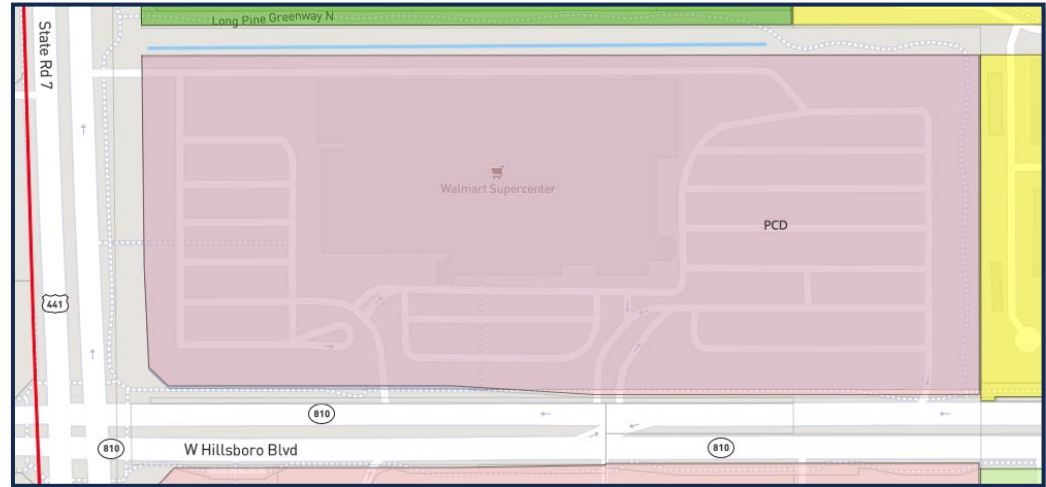 Long Pine Greenway N
State Rd 7
Walmart Supercenter
PCD
441
810
810
W Hillsboro Blvd
810